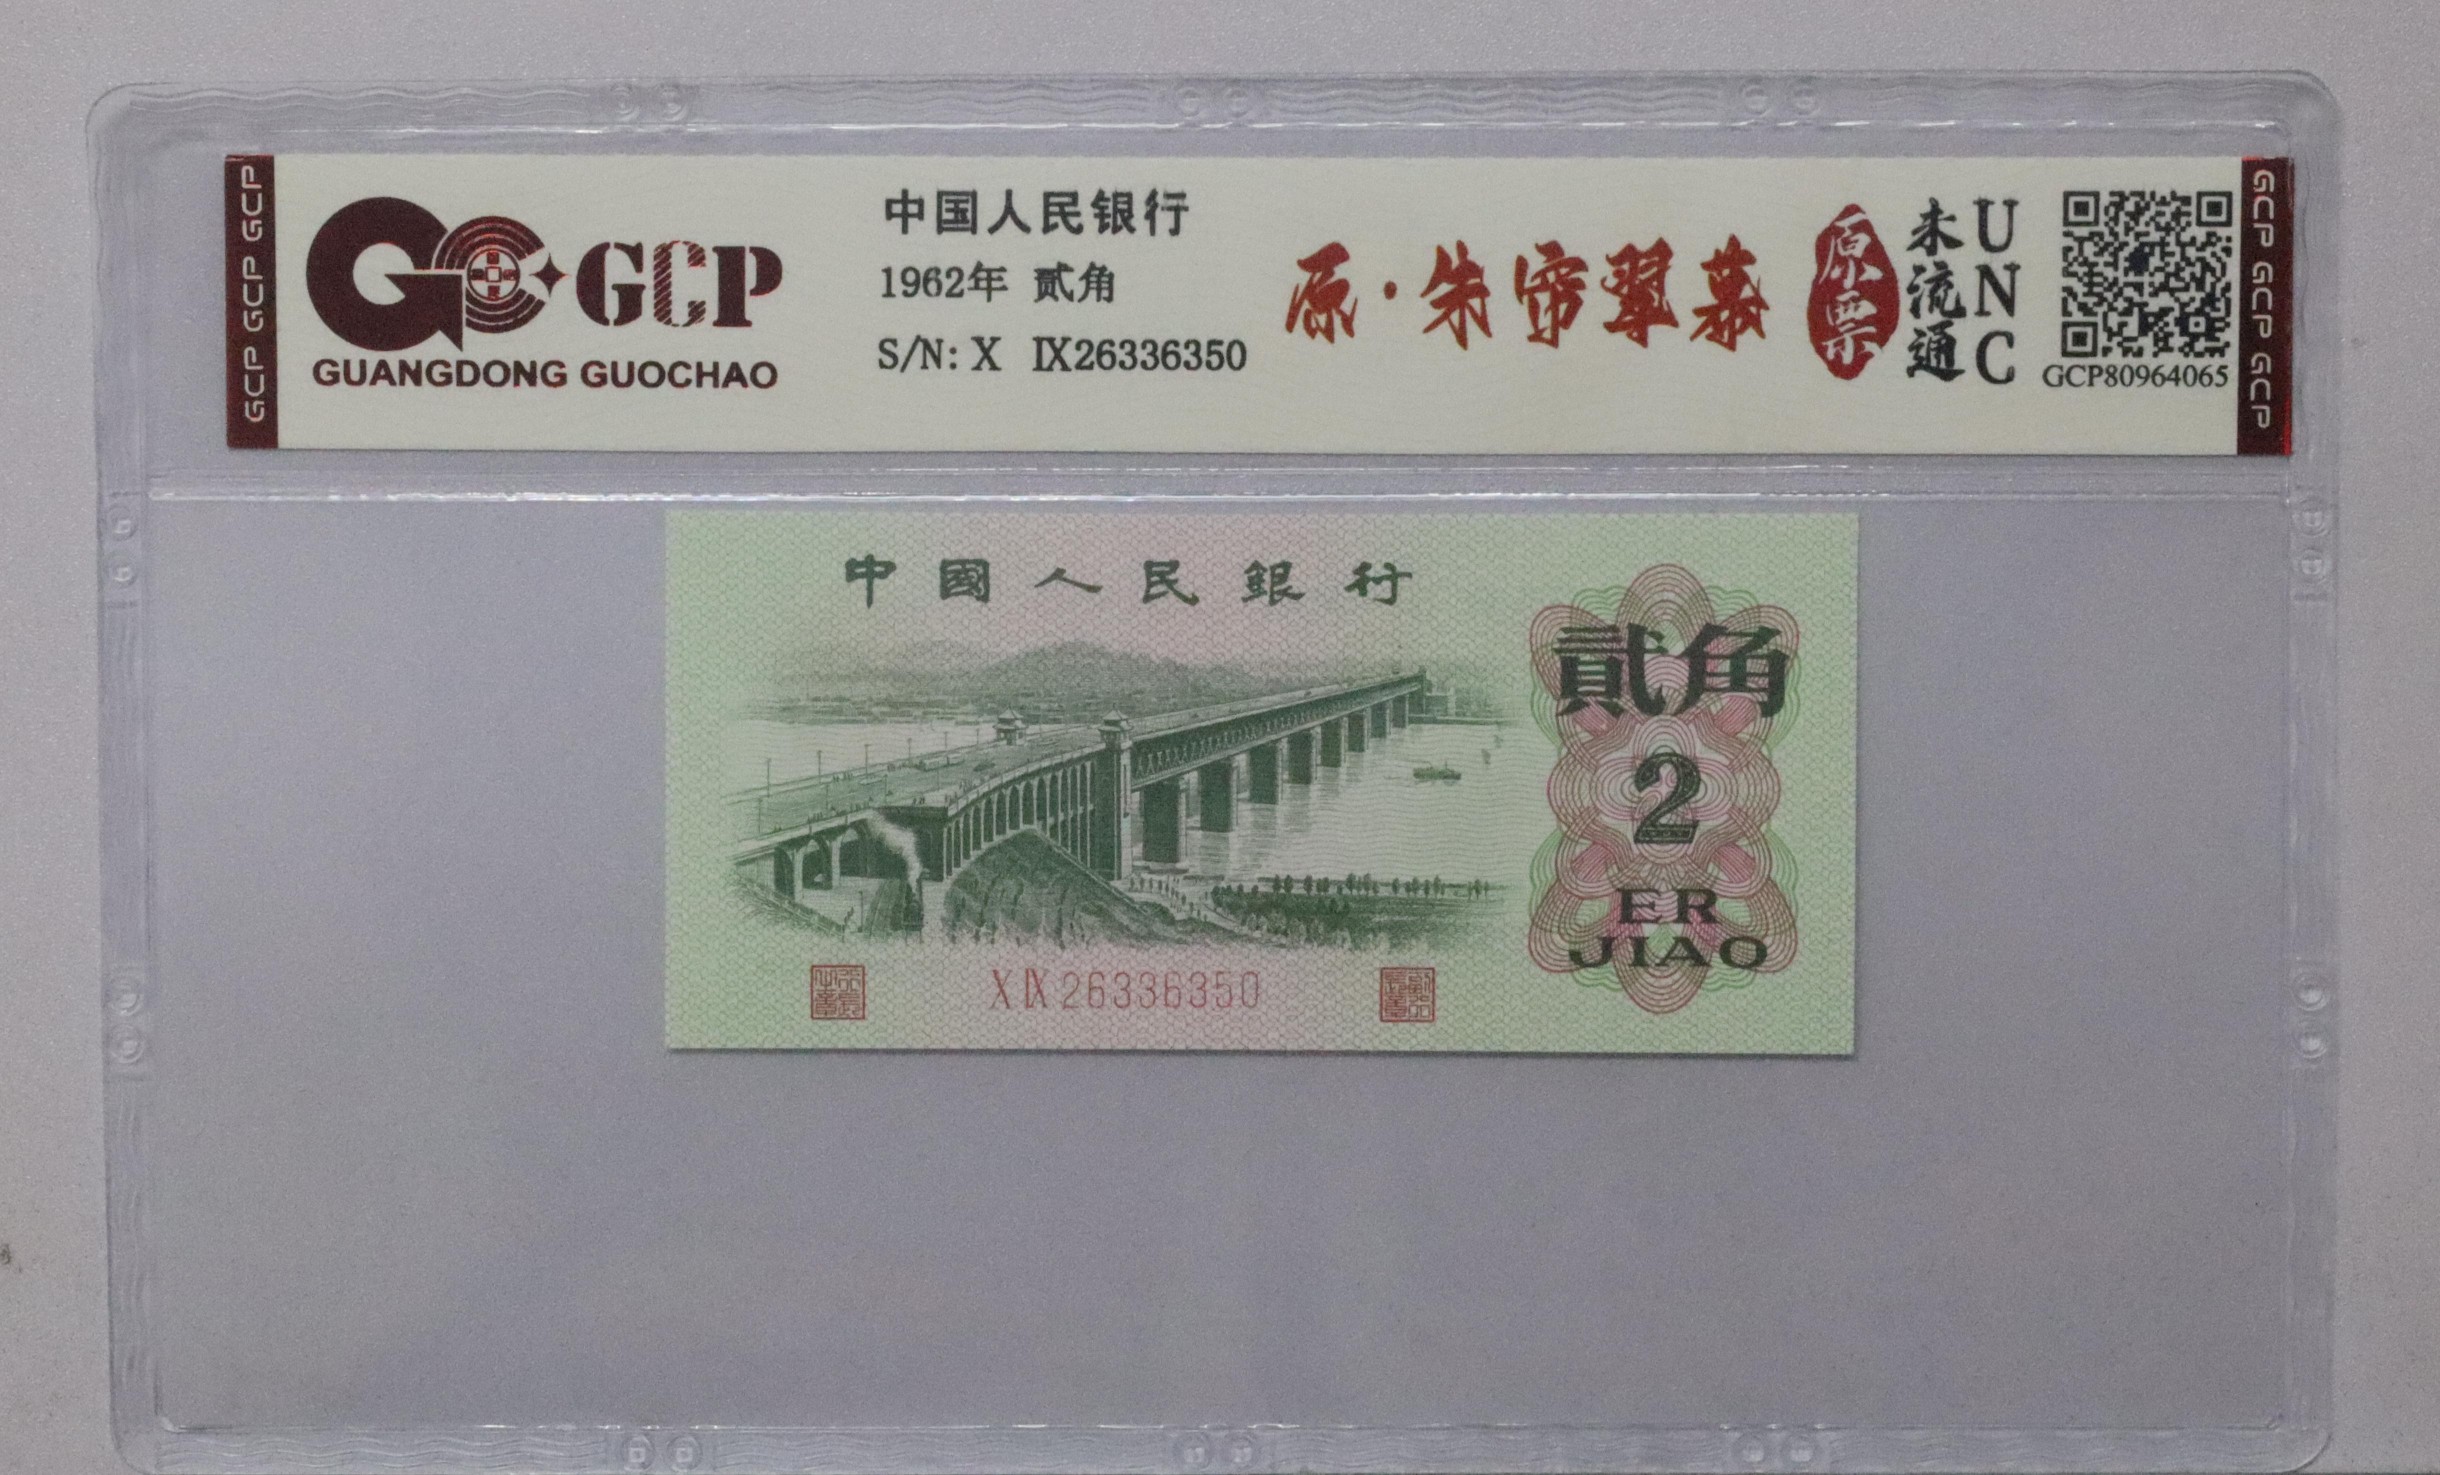 GCP GCP GCP
GCP
GUANGDONG GUOCHAO
中国人民银行
1962年 贰角
S/N: X IX26336350
原·朱帘翠幕
原票
未流通
UNC
GCP80964065
GCP GCP GCP
中國人民銀行
貳角
2
ER
JIAO
X IX 26336350